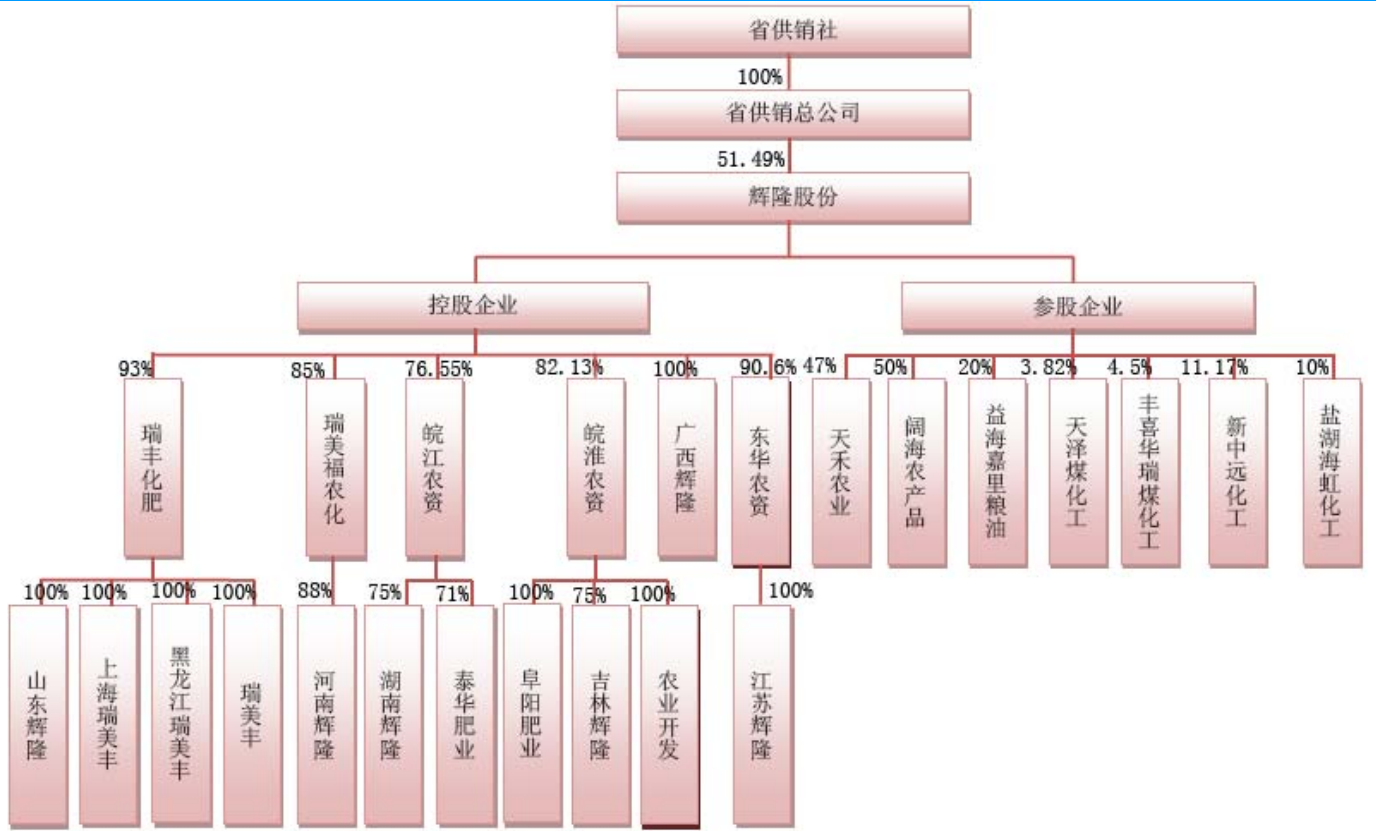 省供销社
100%
省供销总公司
51.49%
辉隆股份
控股企业
参股企业
93%
85%
76.55%
82.13%
100%
90.6%
47%
50%
20%
3.82%
4.5%
11.17%
10%
瑞丰化肥
瑞美福农化
皖江农资
皖淮农资
广西辉隆
东华农资
天禾农业
阔海农产品
益海嘉里粮油
天泽煤化工
丰喜华瑞煤化工
新中远化工
盐湖海虹化工
100%
100%
100%
100%
88%
75%
71%
100%
75%
100%
100%
山东辉隆
上海瑞美丰
黑龙江瑞美丰
瑞美丰
河南辉隆
湖南辉隆
泰华肥业
阜阳肥业
吉林辉隆
农业开发
江苏辉隆